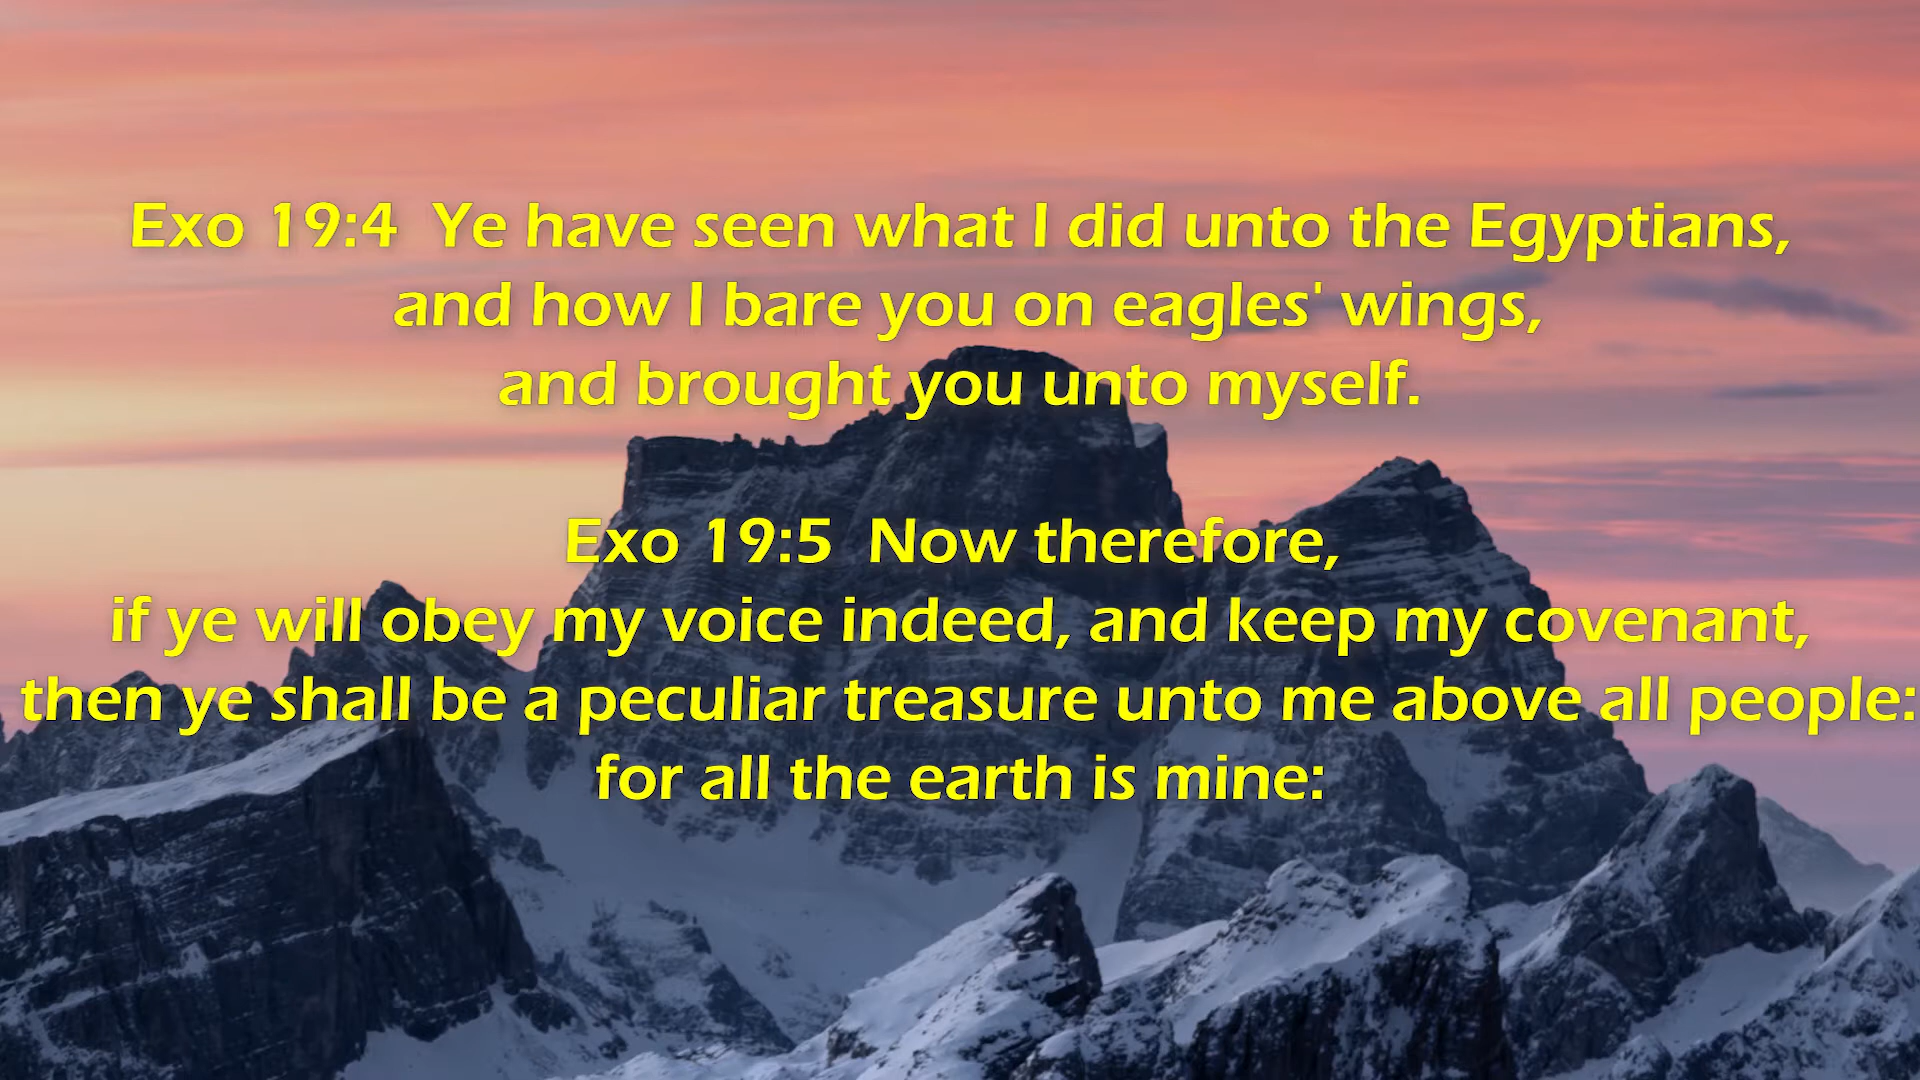 Exo 19:4  Ye have seen what I did unto the Egyptians,
and how I bare you on eagles' wings,
and brought you unto myself.
Exo 19:5  Now therefore,
if ye will obey my voice indeed, and keep my covenant,
then ye shall be a peculiar treasure unto me above all people:
for all the earth is mine: